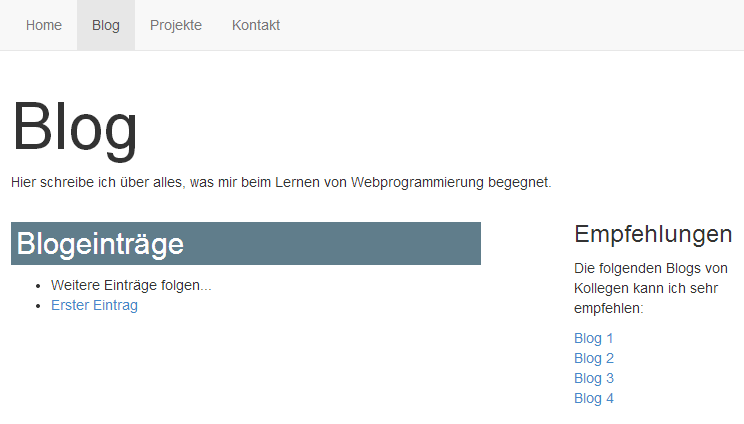 Home Blog Projekte Kontakt
Blog
Hier schreibe ich über alles, was mir beim Lernen von Webprogrammierung begegnet.
Blogeinträge
Weitere Einträge folgen...
Erster Eintrag
Empfehlungen
Die folgenden Blogs von
Kollegen kann ich sehr
empfehlen:
Blog 1
Blog 2
Blog 3
Blog 4